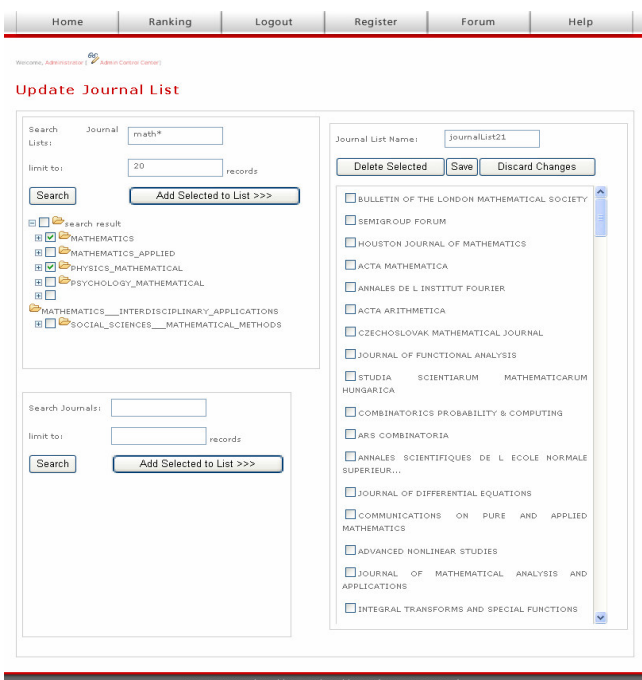 Home Ranking Logout Register Forum Help
Welcome, Administrator [ Admin Control Center]
Update Journal List
Search Journal
Lists:
math*
limit to:
20
records
Search
Add Selected to List >>>
search result
MATHEMATICS
MATHEMATICS_APPLIED
PHYSICS_MATHEMATICAL
PSYCHOLOGY_MATHEMATICAL
MATHEMATICS___INTERDISCIPLINARY_APPLICATIONS
SOCIAL_SCIENCES___MATHEMATICAL_METHODS
Search Journals:
limit to:
records
Search
Add Selected to List >>>
Journal List Name:
journalList21
Delete Selected
Save
Discard Changes
BULLETIN OF THE LONDON MATHEMATICAL SOCIETY
SEMIGROUP FORUM
HOUSTON JOURNAL OF MATHEMATICS
ACTA MATHEMATICA
ANNALES DE L INSTITUT FOURIER
ACTA ARITHMETICA
CZECHOSLOVAK MATHEMATICAL JOURNAL
JOURNAL OF FUNCTIONAL ANALYSIS
STUDIA SCIENTIARUM MATHEMATICARUM
HUNGARICA
COMBINATORICS PROBABILITY & COMPUTING
ARS COMBINATORIA
ANNALES SCIENTIFIQUES DE L ECOLE NORMALE
SUPERIEUR...
JOURNAL OF DIFFERENTIAL EQUATIONS
COMMUNICATIONS ON PURE AND APPLIED
MATHEMATICS
ADVANCED NONLINEAR STUDIES
JOURNAL OF MATHEMATICAL ANALYSIS AND
APPLICATIONS
INTEGRAL TRANSFORMS AND SPECIAL FUNCTIONS